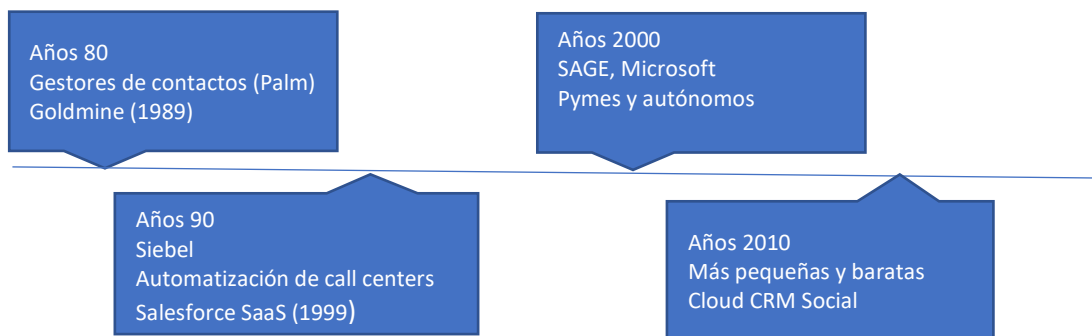 Años 80
Gestores de contactos (Palm)
Goldmine (1989)
Años 90
Siebel
Automatización de call centers
Salesforce SaaS (1999)
Años 2000
SAGE, Microsoft
Pymes y autónomos
Años 2010
Más pequeñas y baratas
Cloud CRM Social